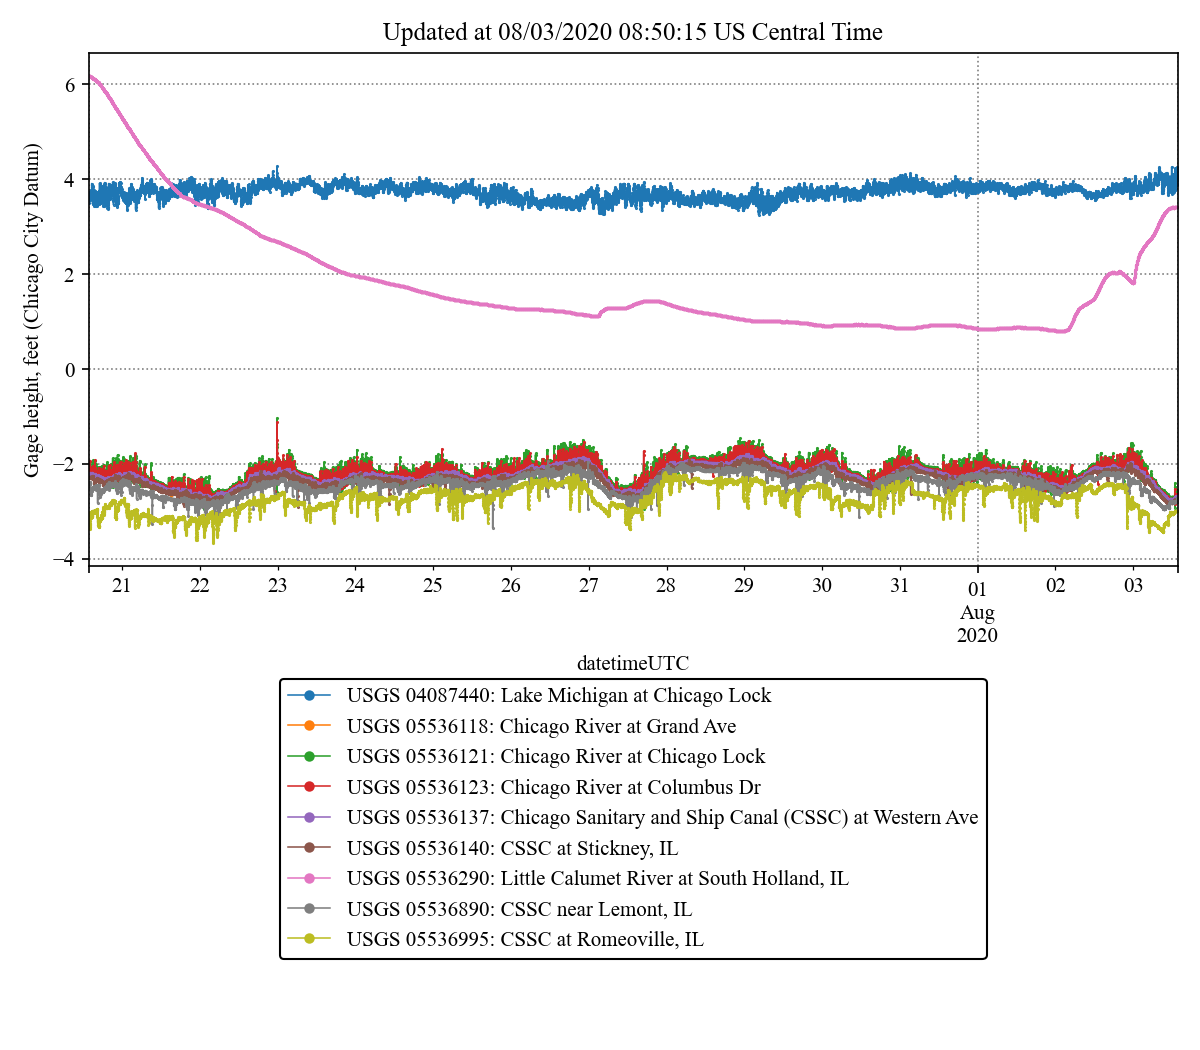 Updated at 08/03/2020 08:50:15 US Central Time
Gage height, feet (Chicago City Datum)
6
4
2
0
−2
−4
21 22 23 24 25 26 27 28 29 30 31 01 02 03
Aug
2020
datetimeUTC
USGS 04087440: Lake Michigan at Chicago Lock
USGS 05536118: Chicago River at Grand Ave
USGS 05536121: Chicago River at Chicago Lock
USGS 05536123: Chicago River at Columbus Dr
USGS 05536137: Chicago Sanitary and Ship Canal (CSSC) at Western Ave
USGS 05536140: CSSC at Stickney, IL
USGS 05536290: Little Calumet River at South Holland, IL
USGS 05536890: CSSC near Lemont, IL
USGS 05536995: CSSC at Romeoville, IL